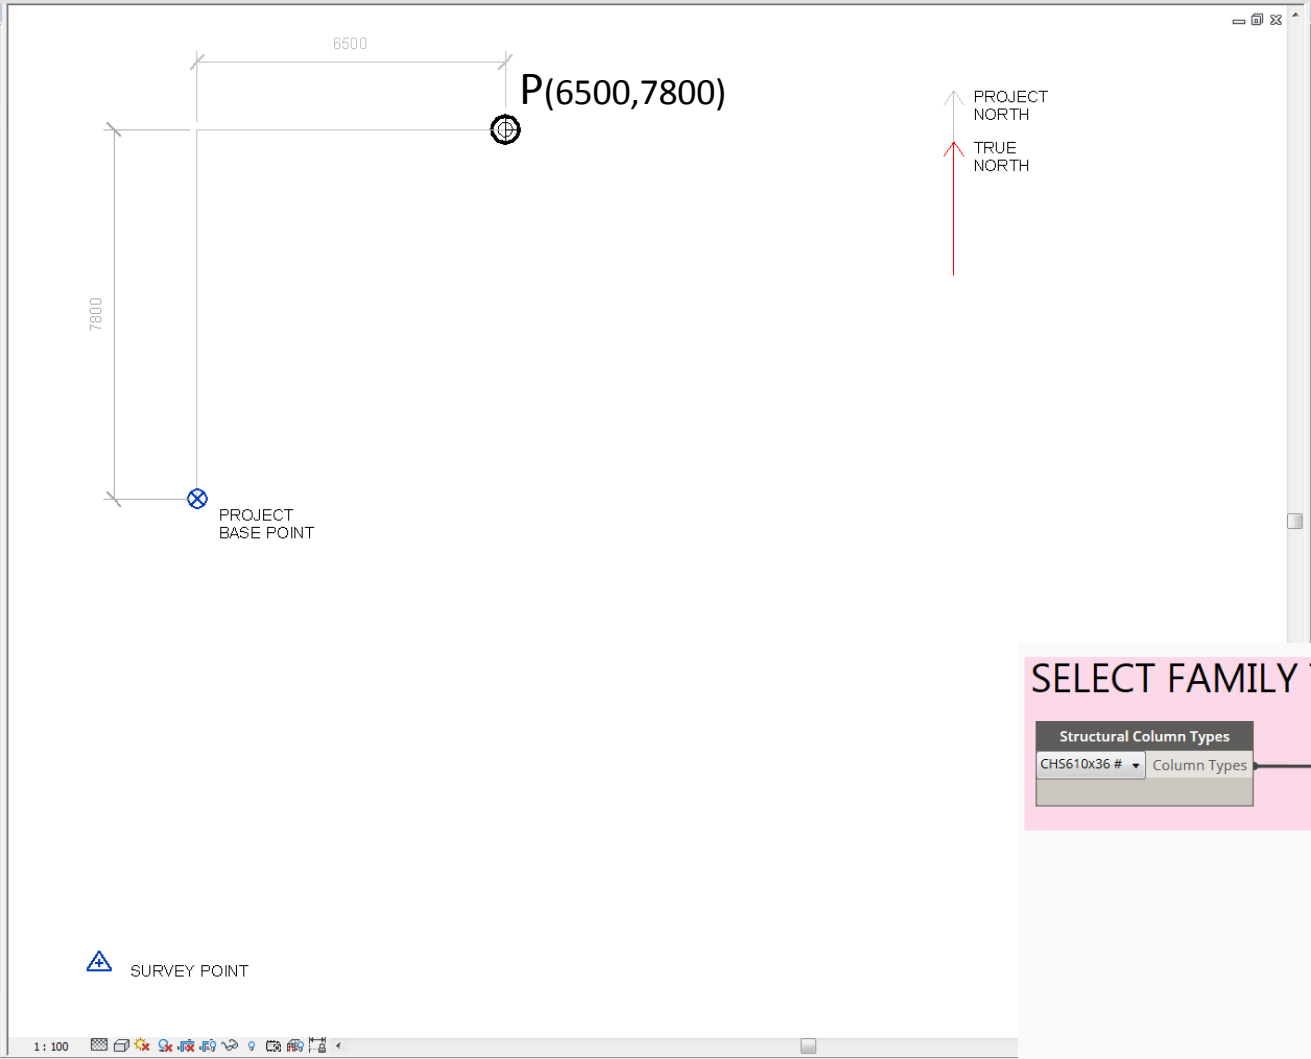 6500
P(6500,7800)
PROJECT
NORTH
TRUE
NORTH
7800
PROJECT
BASE POINT
SELECT FAMILY
Structural Column Types
CHS610x36 # Column Types
SURVEY POINT
1 : 100